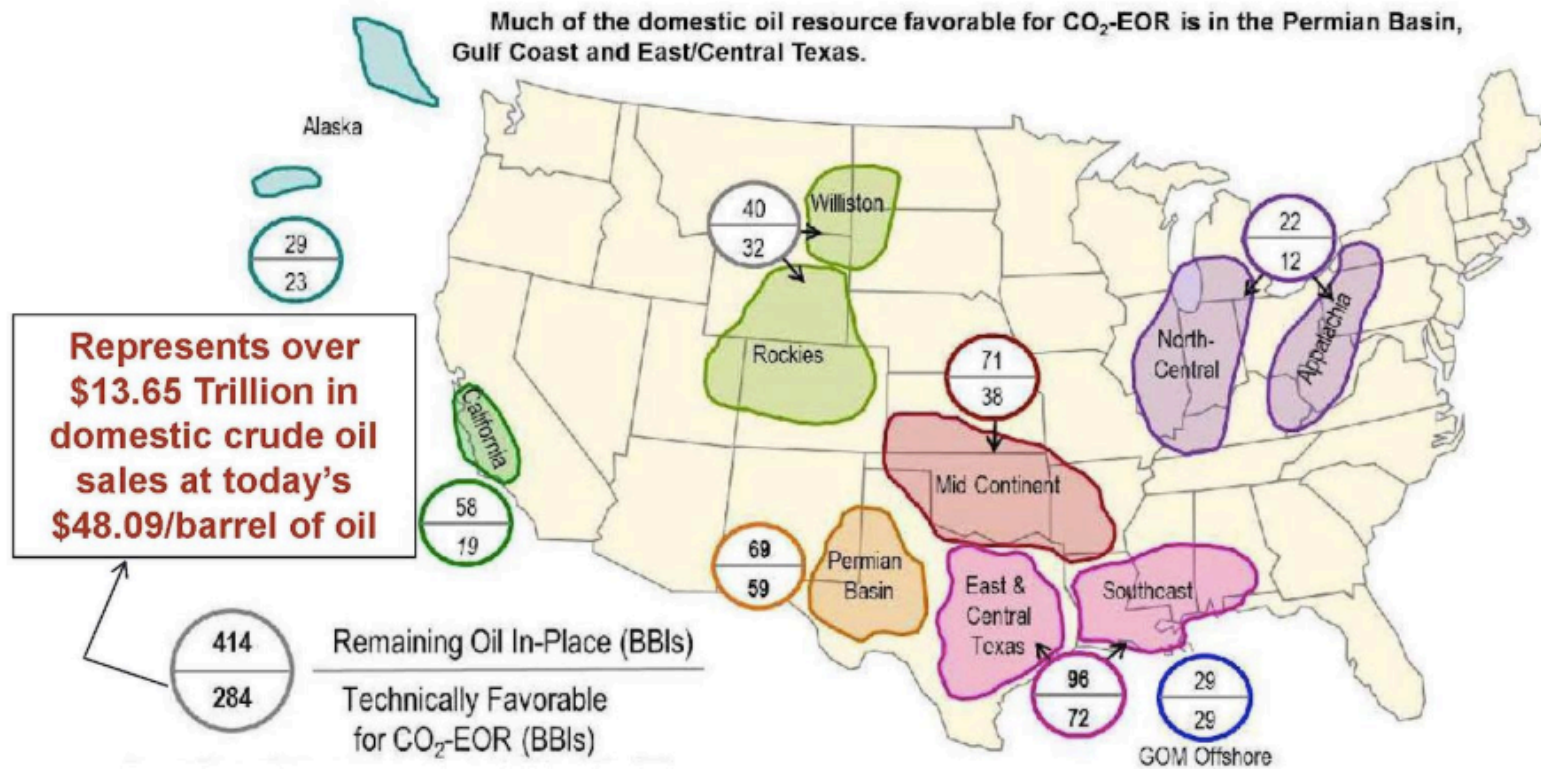 Much of the domestic oil resource favorable for CO₂-EOR is in the Permian Basin,
Gulf Coast and East/Central Texas.
Alaska
29
23
40
32
Williston
Rockies
22
12
North-
Central
Appalachia
Represents over
$13.65 Trillion in
domestic crude oil
sales at today's
$48.09/barrel of oil
California
58
19
71
38
Mid Continent
69
59
Permian
Basin
East &
Central
Texas
Southeast
96
72
29
29
GOM Offshore
414
284
Remaining Oil In-Place (BBls)
Technically Favorable
for CO₂-EOR (BBls)